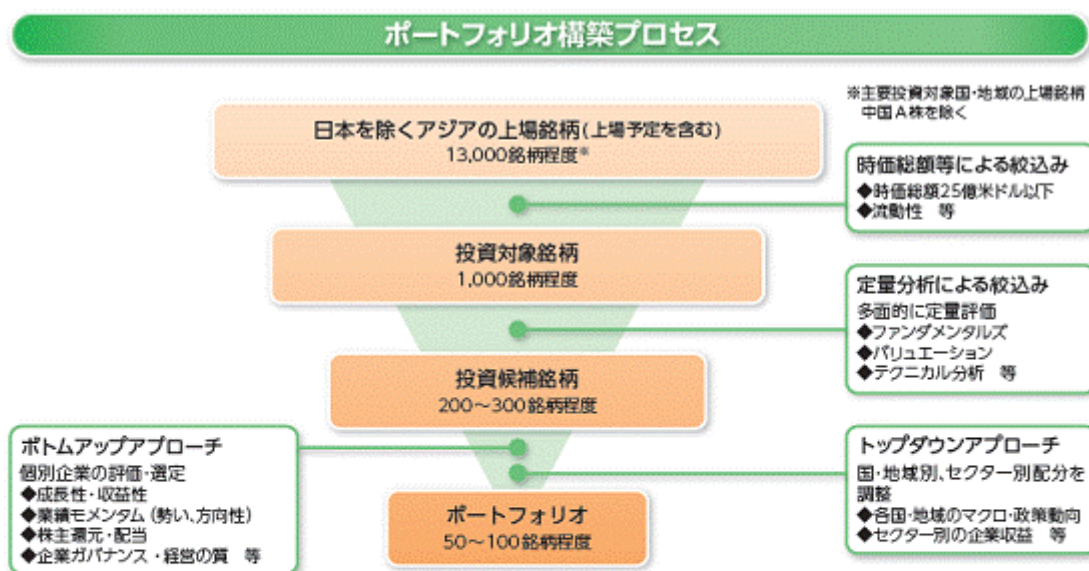 ポートフォリオ構築プロセス
※主要投資対象国・地域の上場銘柄
中国A株を除く
日本を除くアジアの上場銘柄(上場予定を含む)
13,000銘柄程度※
時価総額等による絞込み
◆時価総額25億米ドル以下
◆流動性 等
投資対象銘柄
1,000銘柄程度
定量分析による絞込み
多面的に定量評価
◆ファンダメンタルズ
◆バリュエーション
◆テクニカル分析 等
投資候補銘柄
200～300銘柄程度
ボトムアップアプローチ
個別企業の評価・選定
◆成長性・収益性
◆業績モメンタム(勢い、方向性)
◆株主還元・配当
◆企業ガバナンス・経営の質 等
トップダウンアプローチ
国・地域別、セクター別配分を
調整
◆各国・地域のマクロ・政策動向
◆セクター別の企業収益 等
ポートフォリオ
50～100銘柄程度